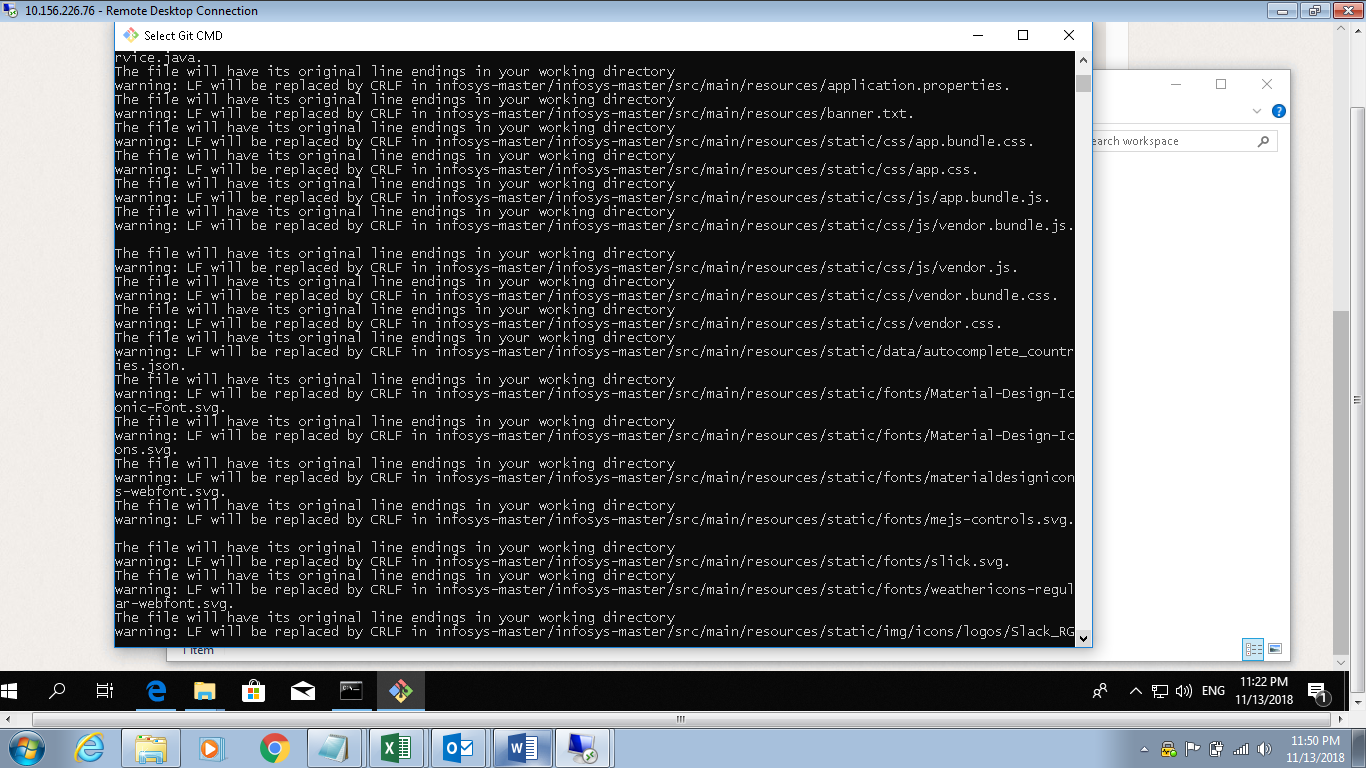 10.156.226.76 - Remote Desktop Connection
Select Git CMD
rvice.java.
The file will have its original line endings in your working directory
warning: LF will be replaced by CRLF in infosys-master/infosys-master/src/main/resources/application.properties.
The file will have its original line endings in your working directory
warning: LF will be replaced by CRLF in infosys-master/infosys-master/src/main/resources/banner.txt.
The file will have its original line endings in your working directory
warning: LF will be replaced by CRLF in infosys-master/infosys-master/src/main/resources/static/css/app.bundle.css.
The file will have its original line endings in your working directory
warning: LF will be replaced by CRLF in infosys-master/infosys-master/src/main/resources/static/css/app.css.
The file will have its original line endings in your working directory
warning: LF will be replaced by CRLF in infosys-master/infosys-master/src/main/resources/static/css/js/app.bundle.js.
The file will have its original line endings in your working directory
warning: LF will be replaced by CRLF in infosys-master/infosys-master/src/main/resources/static/css/js/vendor.bundle.js.
The file will have its original line endings in your working directory
warning: LF will be replaced by CRLF in infosys-master/infosys-master/src/main/resources/static/css/js/vendor.js.
The file will have its original line endings in your working directory
warning: LF will be replaced by CRLF in infosys-master/infosys-master/src/main/resources/static/css/vendor.bundle.css.
The file will have its original line endings in your working directory
warning: LF will be replaced by CRLF in infosys-master/infosys-master/src/main/resources/static/css/vendor.css.
The file will have its original line endings in your working directory
warning: LF will be replaced by CRLF in infosys-master/infosys-master/src/main/resources/static/data/autocomplete_countr
ies.json.
The file will have its original line endings in your working directory
warning: LF will be replaced by CRLF in infosys-master/infosys-master/src/main/resources/static/fonts/Material-Design-Ic
onic-Font.svg.
The file will have its original line endings in your working directory
warning: LF will be replaced by CRLF in infosys-master/infosys-master/src/main/resources/static/fonts/Material-Design-Ic
ons.svg.
The file will have its original line endings in your working directory
warning: LF will be replaced by CRLF in infosys-master/infosys-master/src/main/resources/static/fonts/materialdesignicon
s-webfont.svg.
The file will have its original line endings in your working directory
warning: LF will be replaced by CRLF in infosys-master/infosys-master/src/main/resources/static/fonts/mejs-controls.svg.
The file will have its original line endings in your working directory
warning: LF will be replaced by CRLF in infosys-master/infosys-master/src/main/resources/static/fonts/slick.svg.
The file will have its original line endings in your working directory
warning: LF will be replaced by CRLF in infosys-master/infosys-master/src/main/resources/static/fonts/weathericons-regul
ar-webfont.svg.
The file will have its original line endings in your working directory
warning: LF will be replaced by CRLF in infosys-master/infosys-master/src/main/resources/static/img/icons/logos/Slack_RG
earch workspace
1 item
ENG
11:22 PM
11/13/2018
1
11:50 PM
11/13/2018